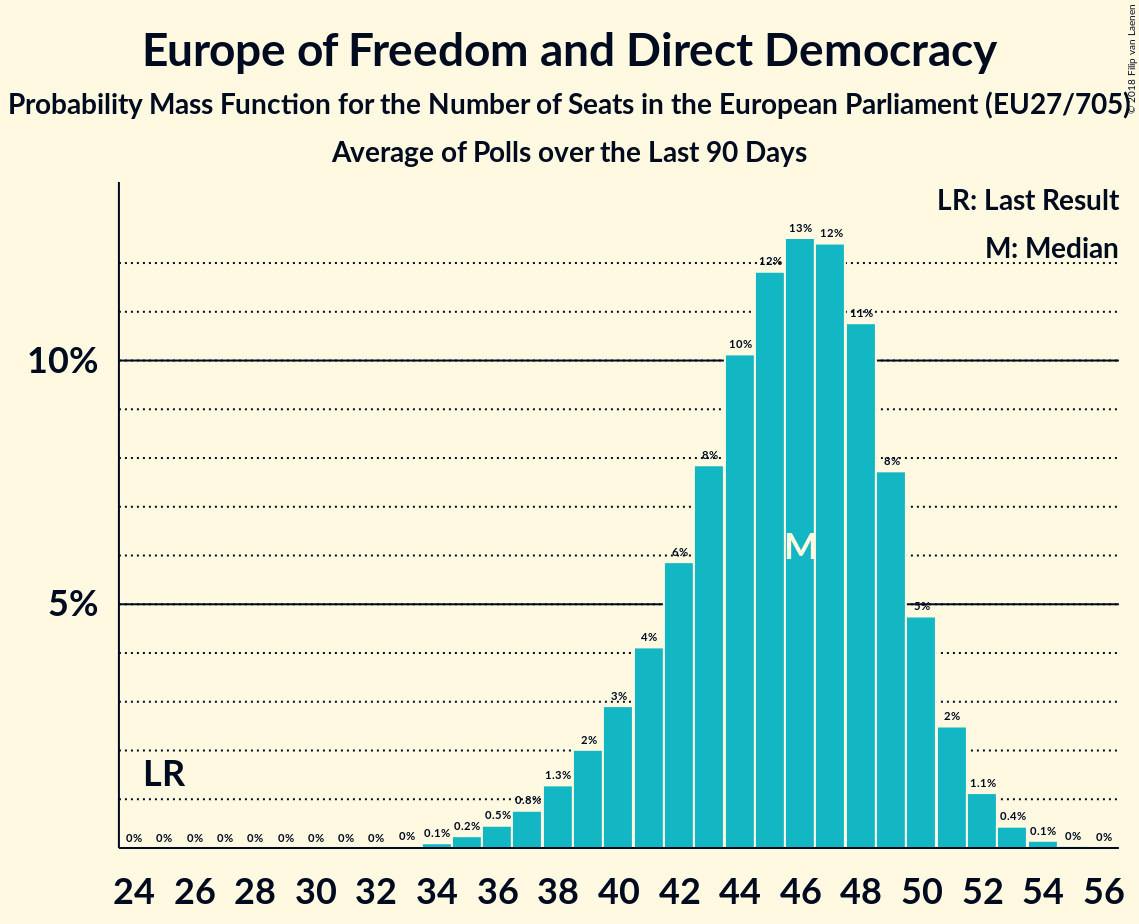 Europe of Freedom and Direct Democracy
Probability Mass Function for the Number of Seats in the European Parliament (EU27/705)
Average of Polls over the Last 90 Days
© 2018 Filip van Laenen
LR: Last Result
M: Median
10%
5%
LR
M
0% 0% 0% 0% 0% 0% 0% 0% 0% 0% 0.1% 0.2% 0.5% 0.8% 1.3% 2% 3% 4% 6% 8% 10% 12% 13% 12% 11% 8% 5% 2% 1.1% 0.4% 0.1% 0% 0%
24 26 28 30 32 34 36 38 40 42 44 46 48 50 52 54 56